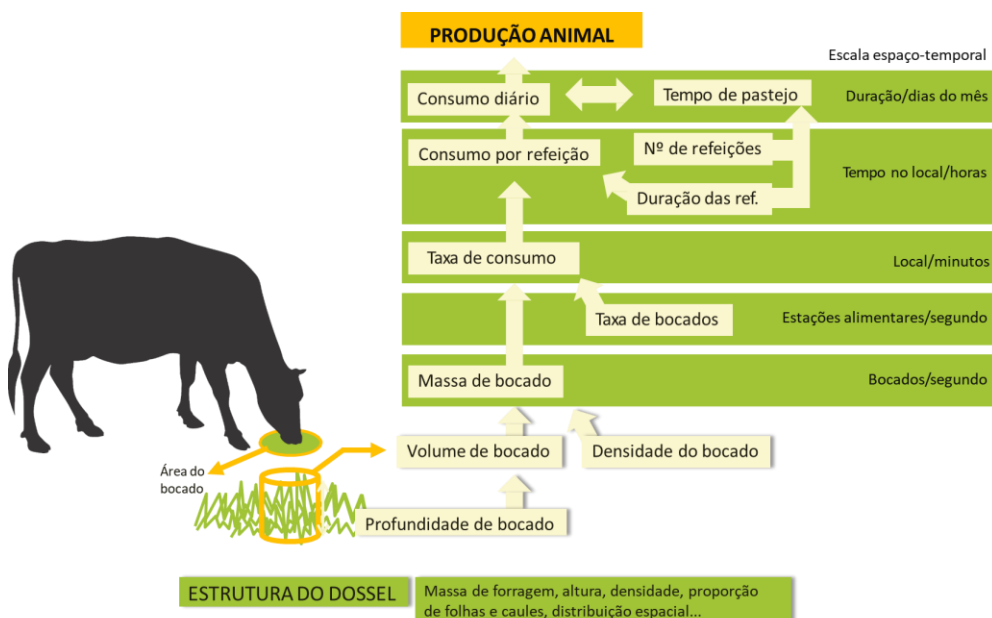 PRODUÇÃO ANIMAL
Escala espaço-temporal
Consumo diário
Tempo de pastejo
Duração/dias do mês
Consumo por refeição
Nº de refeições
Tempo no local/horas
Duração das ref.
Taxa de consumo
Local/minutos
Taxa de bocados
Estações alimentares/segundo
Massa de bocado
Bocados/segundo
Volume de bocado
Densidade do bocado
Área do
bocado
Profundidade de bocado
ESTRUTURA DO DOSSEL
Massa de forragem, altura, densidade, proporção
de folhas e caules, distribuição espacial...